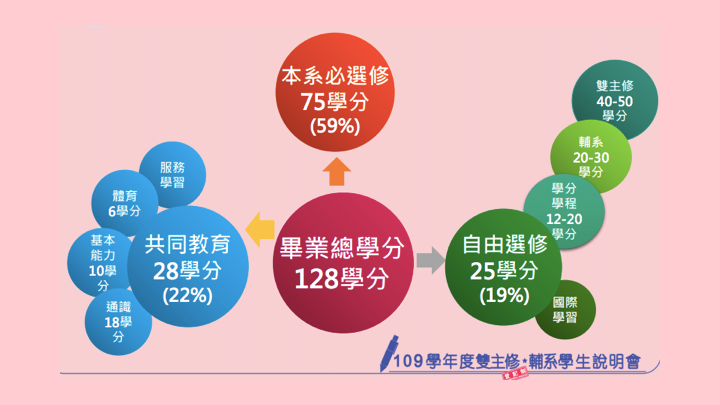 本系必選修
75學分
(59%)
雙主修
40-50
學分
輔系
20-30
學分
學分
學程
12-20
學分
服務
學習
體育
6學分
基本
能力
10學
分
通識
18學
分
共同教育
28學分
(22%)
畢業總學分
128學分
自由選修
25學分
(19%)
國際
學習
109學年度雙主修·輔系學生說明會